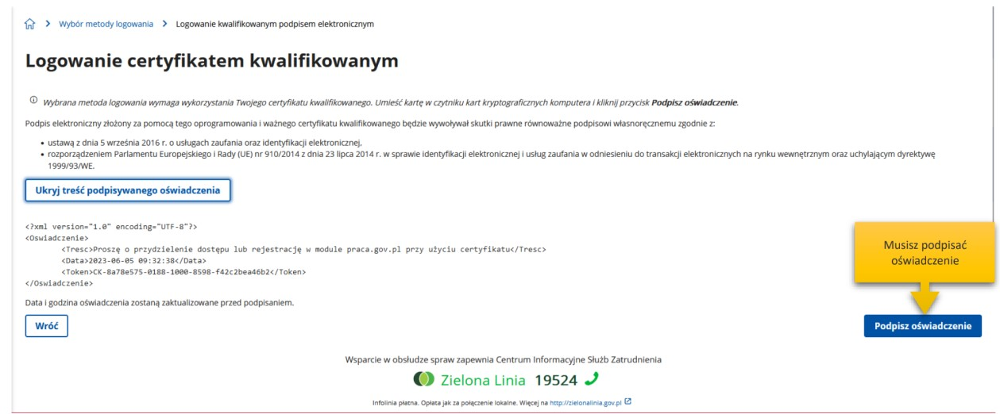 Wybór metody logowania > Logowanie kwalifikowanym podpisem elektronicznym
Logowanie certyfikatem kwalifikowanym
Wybrana metoda logowania wymaga wykorzystania Twojego certyfikatu kwalifikowanego. Umieść kartę w czytniku kart kryptograficznych komputera i kliknij przycisk Podpisz oświadczenie.
Podpis elektroniczny złożony za pomocą tego oprogramowania i ważnego certyfikatu kwalifikowanego będzie wywoływał skutki prawne równoważne podpisowi własnoręcznemu zgodnie z:
• ustawą z dnia 5 września 2016 r. o usługach zaufania oraz identyfikacji elektronicznej,
• rozporządzeniem Parlamentu Europejskiego i Rady (UE) nr 910/2014 z dnia 23 lipca 2014 r. w sprawie identyfikacji elektronicznej i usług zaufania w odniesieniu do transakcji elektronicznych na rynku wewnętrznym oraz uchylającym dyrektywę
1999/93/WE.
Ukryj treść podpisywanego oświadczenia
<?xml version="1.0" encoding="UTF-8"?>
<Oswiadczenie>
<Tresc>Proszę o przydzielenie dostępu lub rejestrację w module praca.gov.pl przy użyciu certyfikatu</Tresc>
<Data>2023-06-05 09:32:38</Data>
<Token>CK-8a78e575-0188-1000-8598-f42c2bea46b2</Token>
</Oswiadczenie>
Musisz podpisać
oświadczenie
Data i godzina oświadczenia zostaną zaktualizowane przed podpisaniem.
Wróć
Podpisz oświadczenie
Wsparcie w obsłudze spraw zapewnia Centrum Informacyjne Służb Zatrudnienia
Zielona Linia 19524
Infolinia płatna. Opłata jak za połączenie lokalne. Więcej na http://zielonalinia.gov.pl